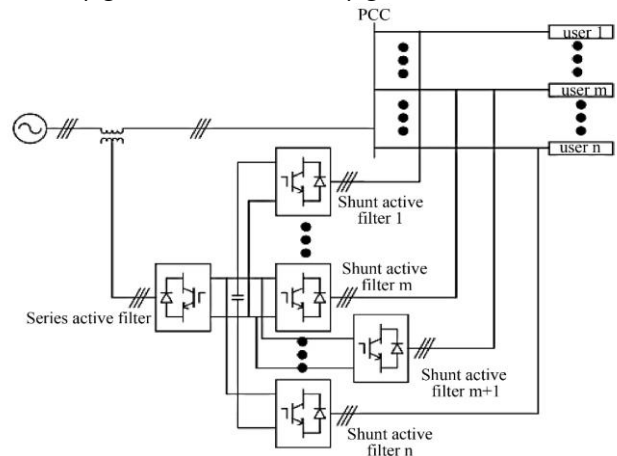 PCC
user 1
user m
user n
Shunt active
filter 1
Shunt active
filter m
Series active filter
Shunt active
filter m+1
Shunt active
filter n